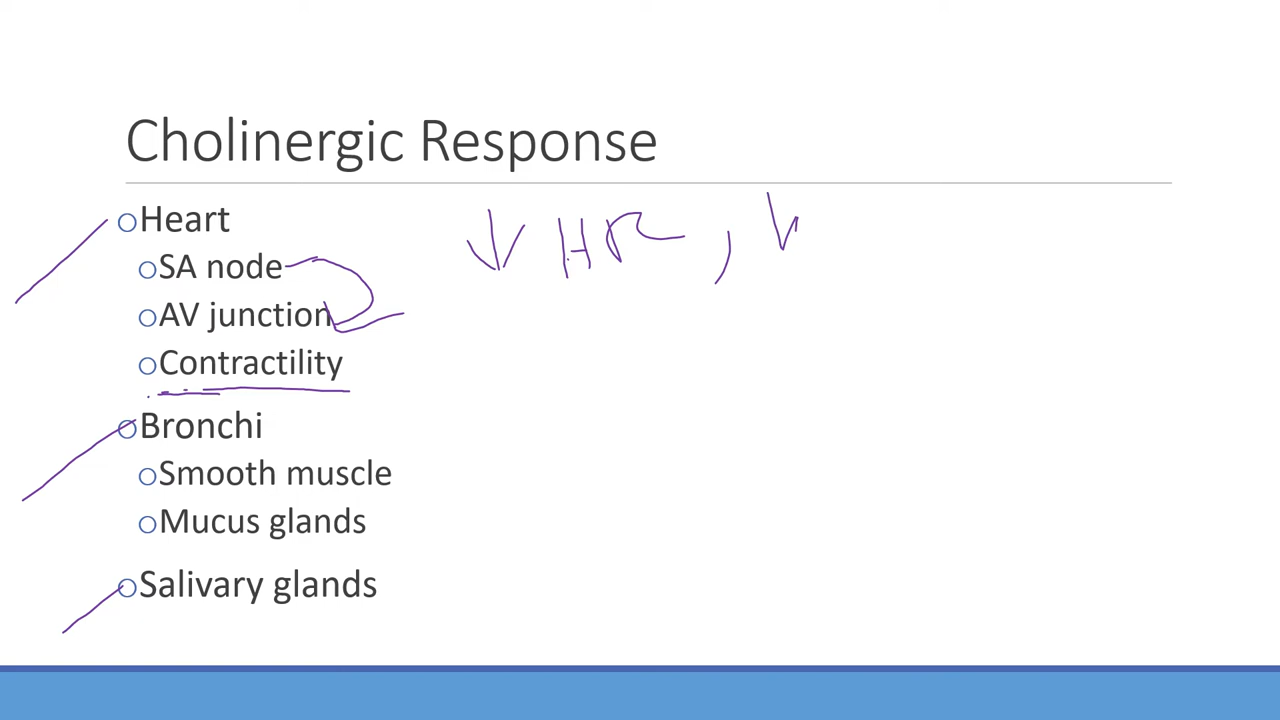 Cholinergic Response
○Heart
↓ HR, ↓
○SA node
○AV junction
○Contractility
○Bronchi
○Smooth muscle
○Mucus glands
○Salivary glands